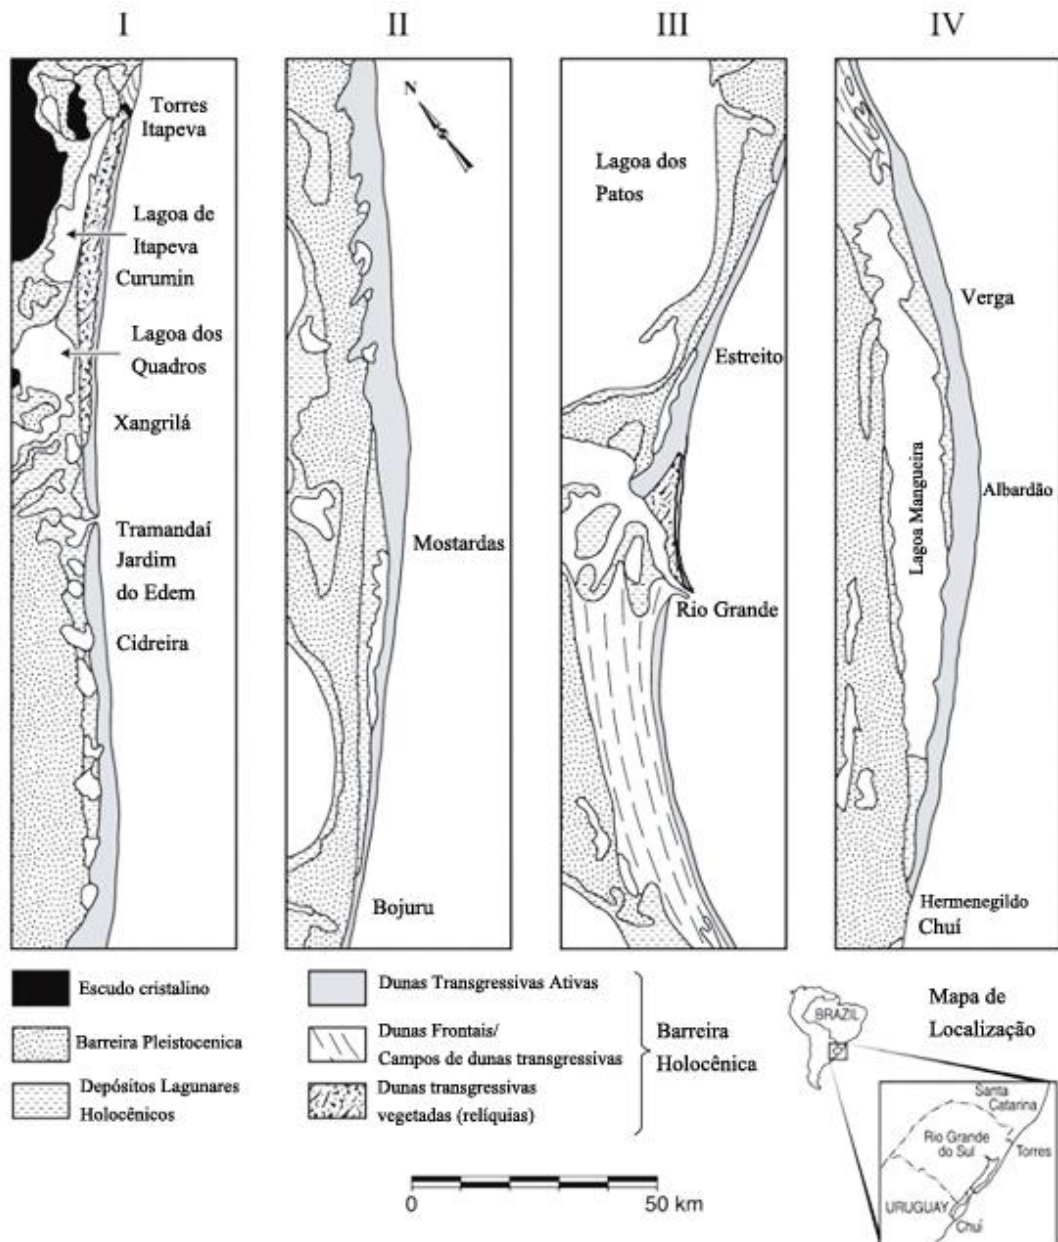 I
II
III
IV
Torres
Itapeva
Lagoa de
Itapeva
Curumin
Lagoa dos
Quadros
Xangrilá
Tramandaí
Jardim
do Edem
Cidreira
N
Mostardas
Bojuru
Lagoa dos
Patos
Estreito
Rio Grande
Verga
Albardão
Lagoa Mangueira
Hermenegildo
Chuí
Escudo cristalino
Barreira Pleistocenica
Depósitos Lagunares
Holocênicos
Dunas Transgressivas Ativas
Dunas Frontais/
Campos de dunas transgressivas
Dunas transgressivas
vegetadas (relíquias)
Barreira
Holocênica
Mapa de
Localização
BRAZIL
Santa
Catarina
Rio Grande
do Sul
Torres
URUGUAY
Chuí
0
50 km